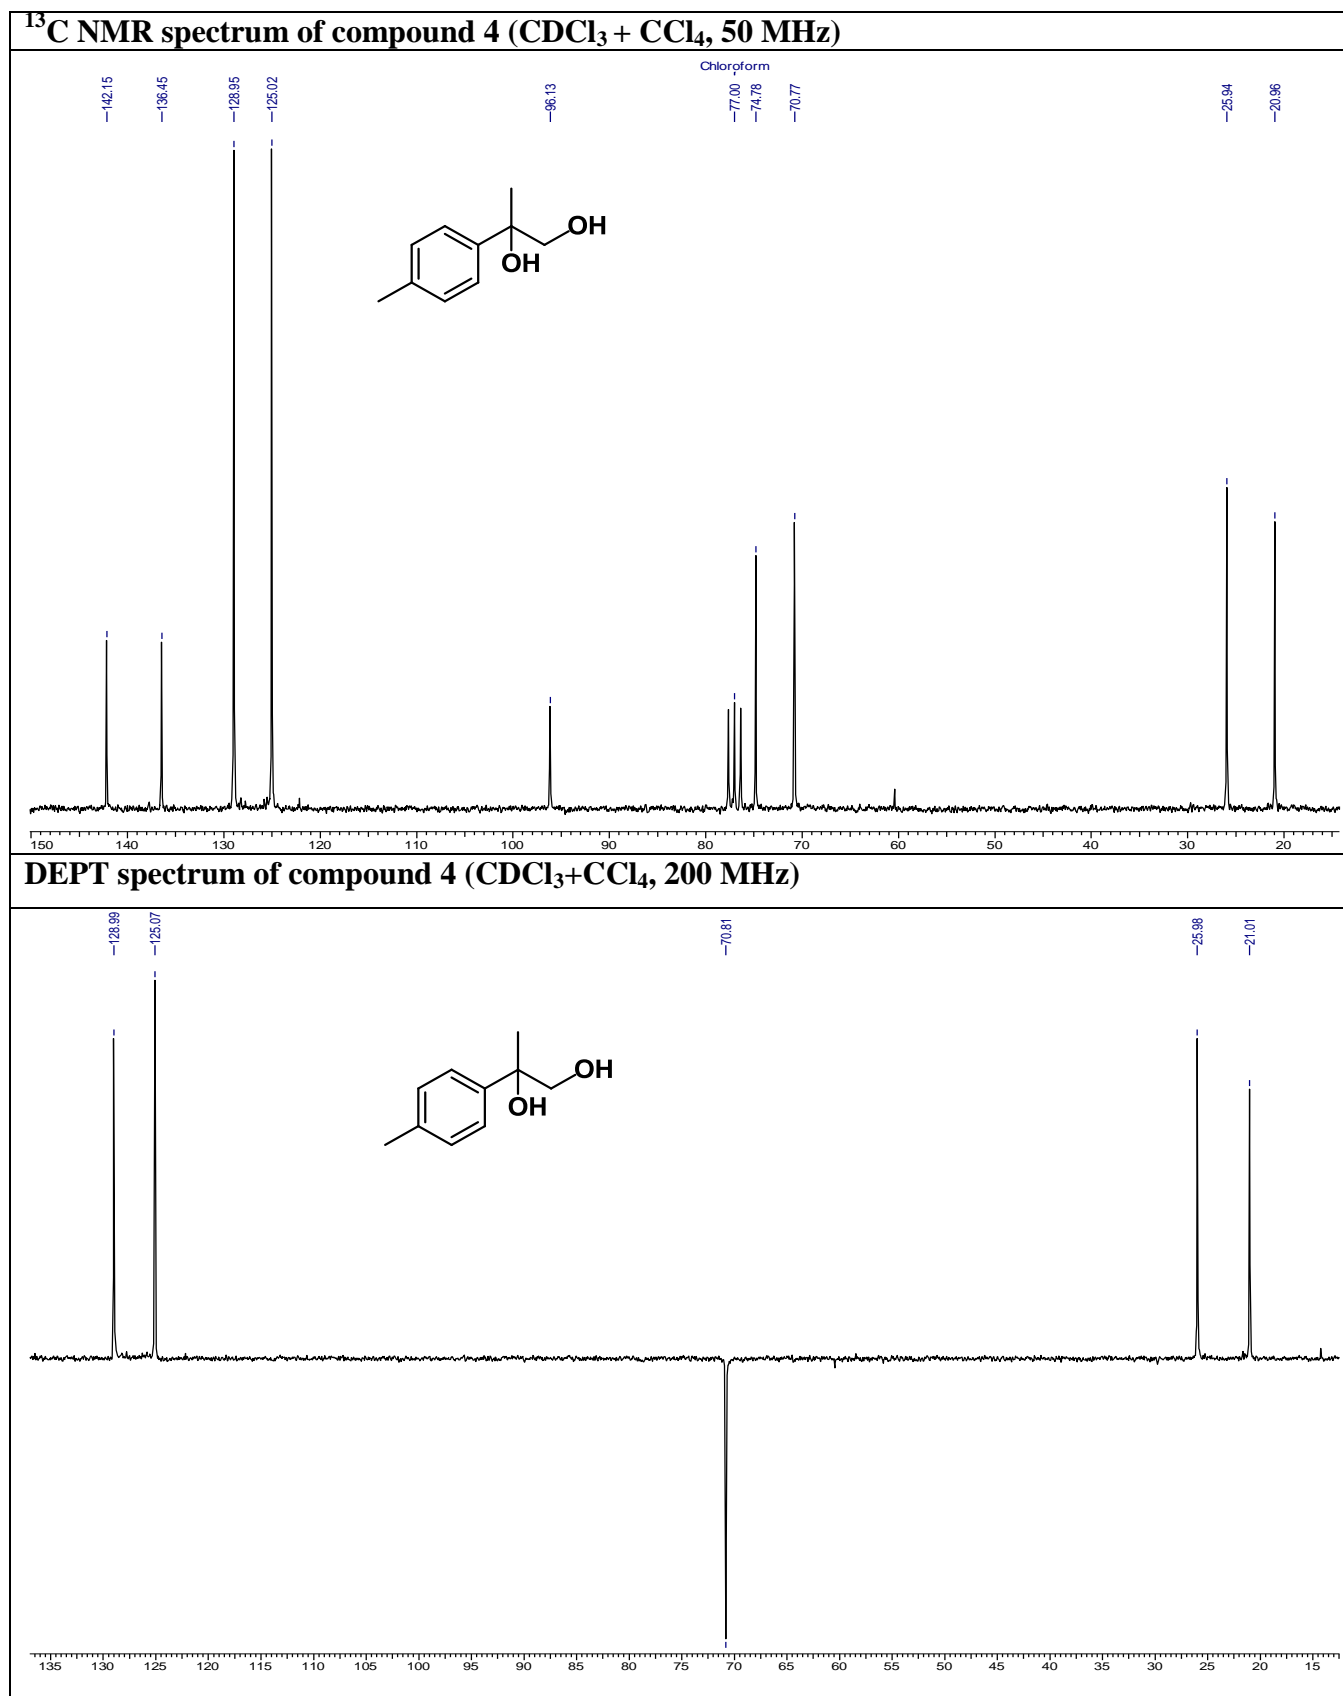 ¹³C NMR spectrum of compound 4 (CDCl₃ + CCl₄, 50 MHz)
Chloroform
142.15 136.45 128.95 125.02 96.13 77.00 74.78 70.77 25.94 20.96
OH
OH
150 140 130 120 110 100 90 80 70 60 50 40 30 20
DEPT spectrum of compound 4 (CDCl₃+CCl₄, 200 MHz)
128.99 125.07 70.81 25.98 21.01
OH
OH
135 130 125 120 115 110 105 100 95 90 85 80 75 70 65 60 55 50 45 40 35 30 25 20 15